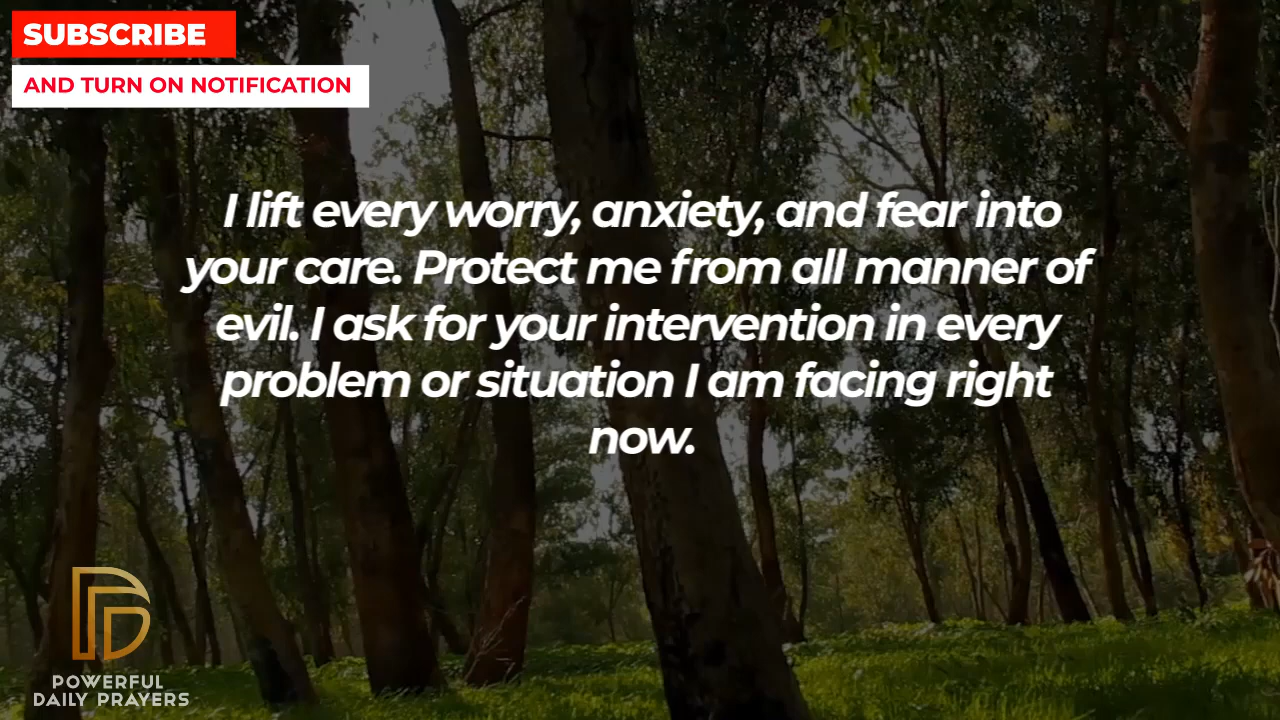 SUBSCRIBE
AND TURN ON NOTIFICATION
I lift every worry, anxiety, and fear into
your care. Protect me from all manner of
evil. I ask for your intervention in every
problem or situation I am facing right
now.
POWERFUL
DAILY PRAYERS